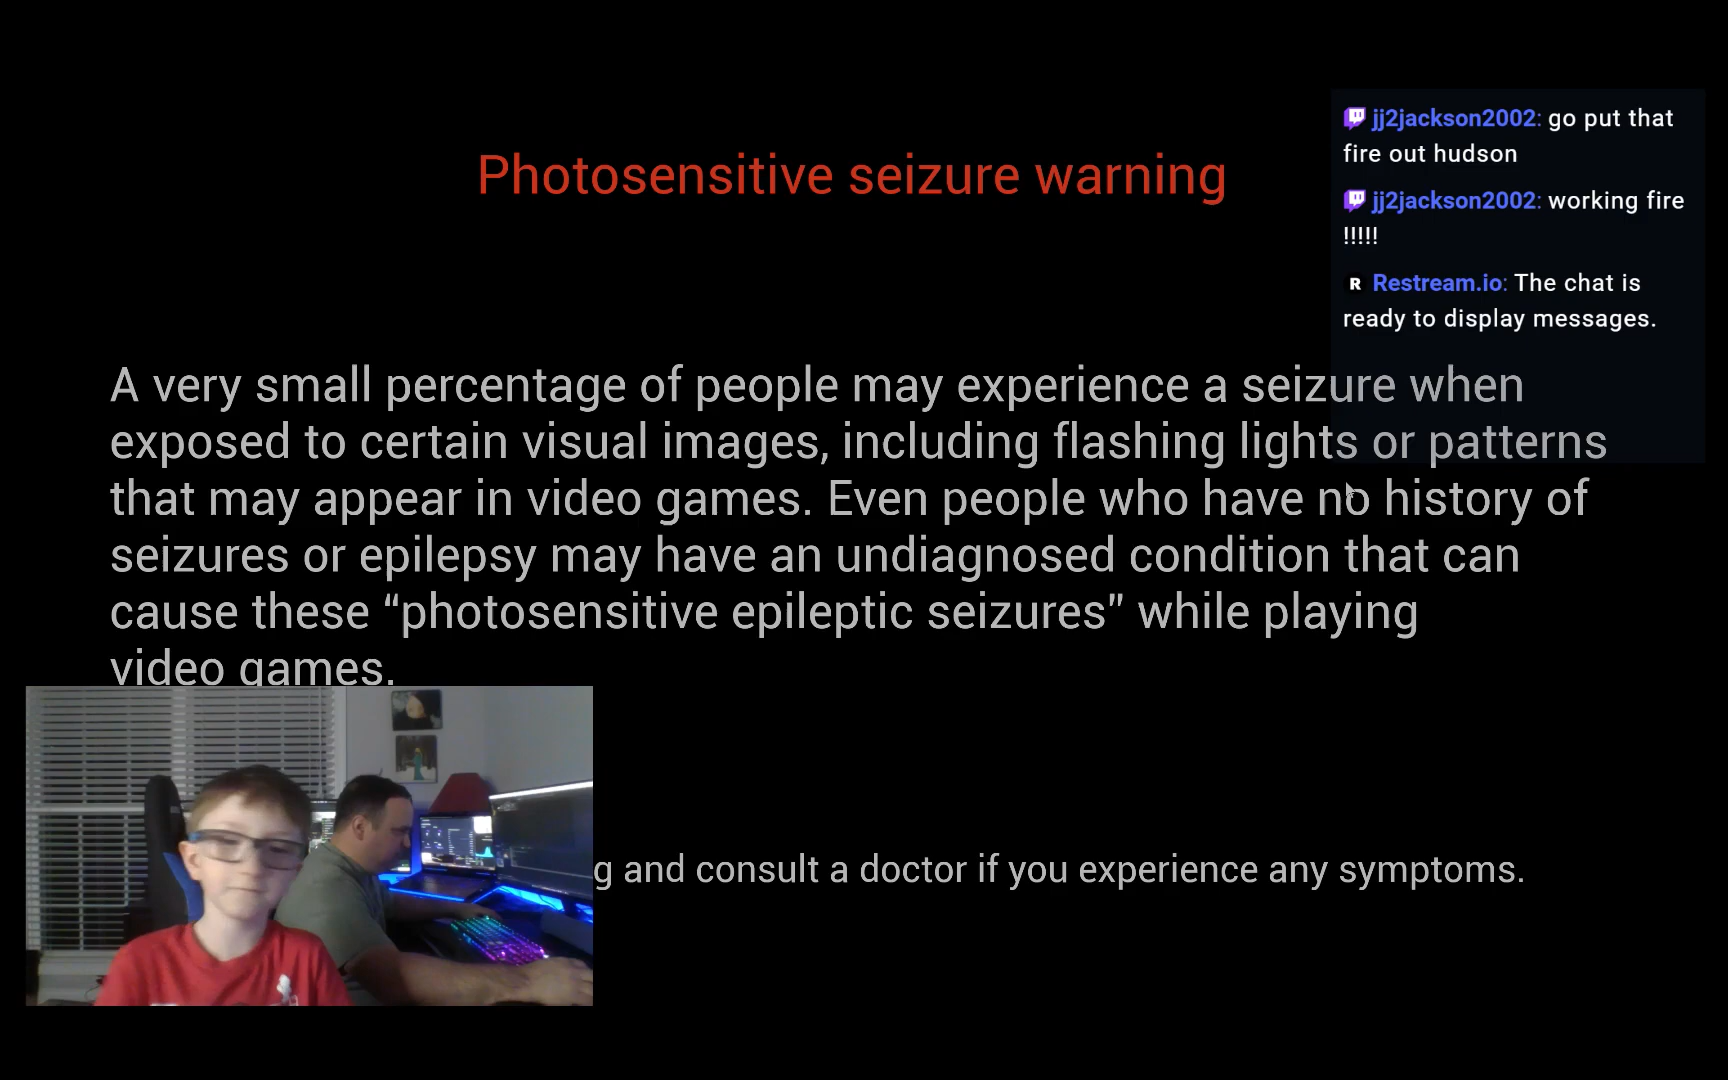 Photosensitive seizure warning
jj2jackson2002: go put that
fire out hudson
jj2jackson2002: working fire
!!!!!
R Restream.io: The chat is
ready to display messages.
A very small percentage of people may experience a seizure when
exposed to certain visual images, including flashing lights or patterns
that may appear in video games. Even people who have no history of
seizures or epilepsy may have an undiagnosed condition that can
cause these “photosensitive epileptic seizures” while playing
video games.
g and consult a doctor if you experience any symptoms.